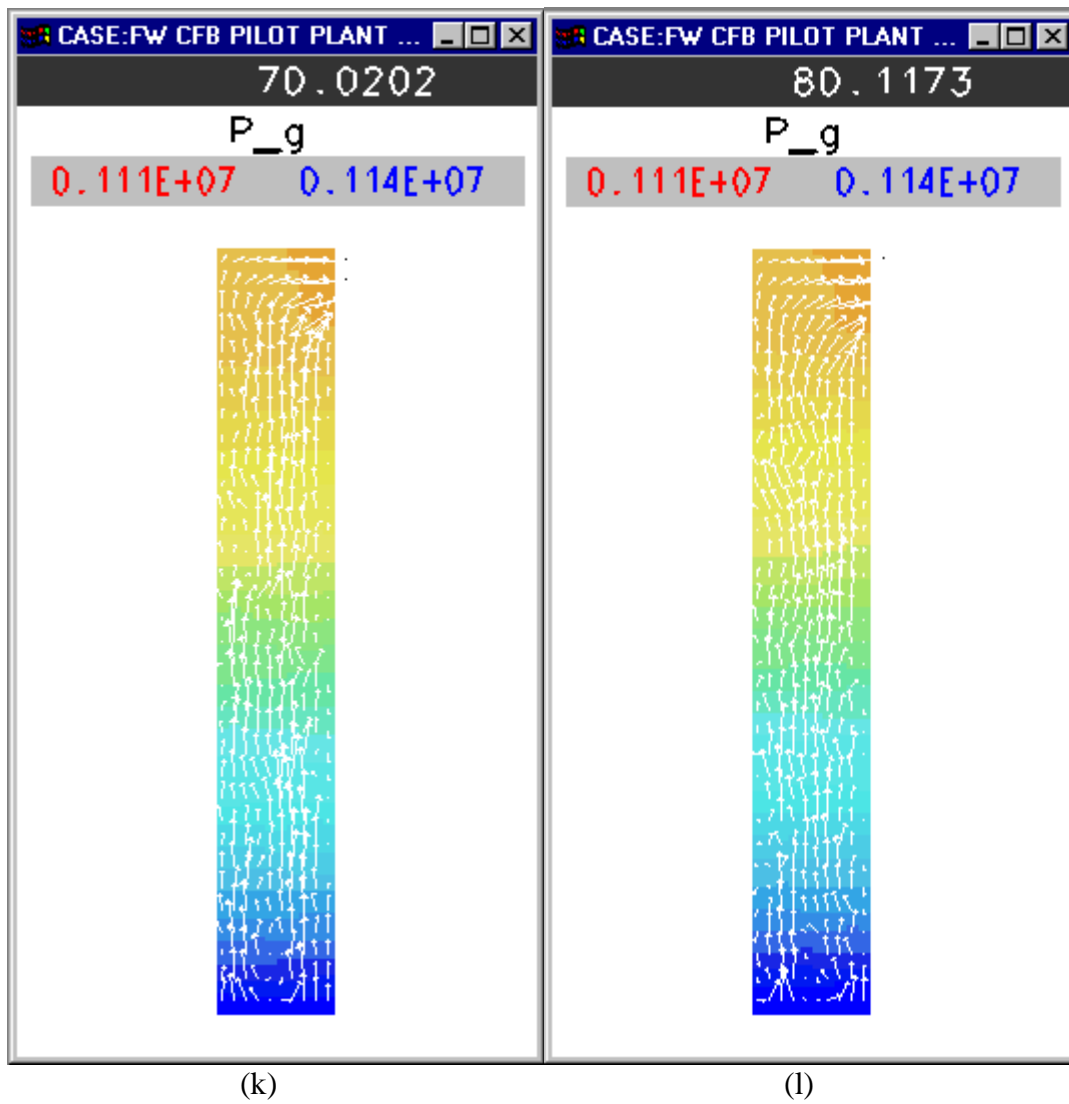 CASE:FW CFB PILOT PLANT ...
70.0202
P_g
0.111E+07 0.114E+07
(k)
CASE:FW CFB PILOT PLANT ...
80.1173
P_g
0.111E+07 0.114E+07
(l)